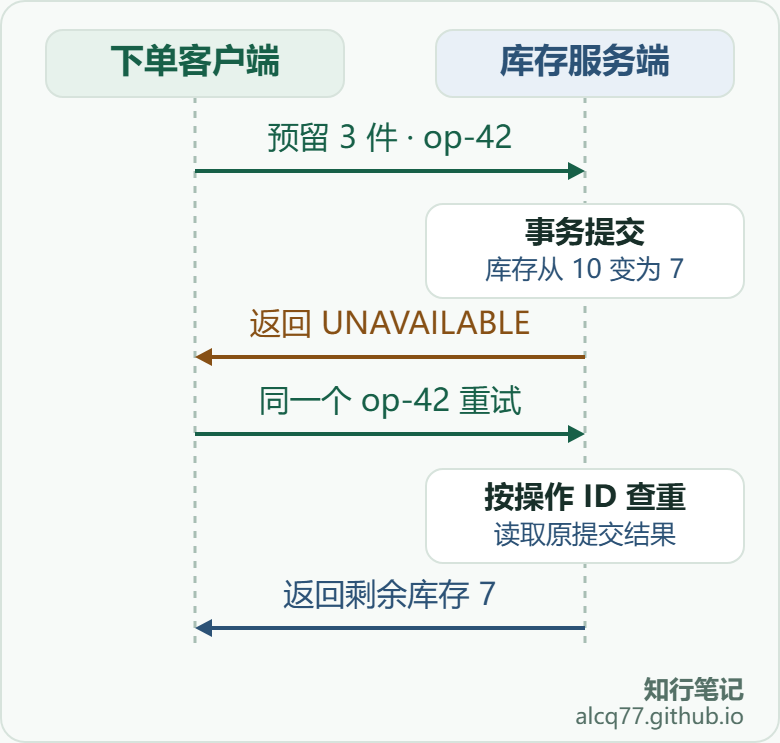 下单客户端
库存服务端
预留 3 件 · op-42
事务提交
库存从 10 变为 7
返回 UNAVAILABLE
同一个 op-42 重试
按操作 ID 查重
读取原提交结果
返回剩余库存 7
知行笔记
alcq77.github.io